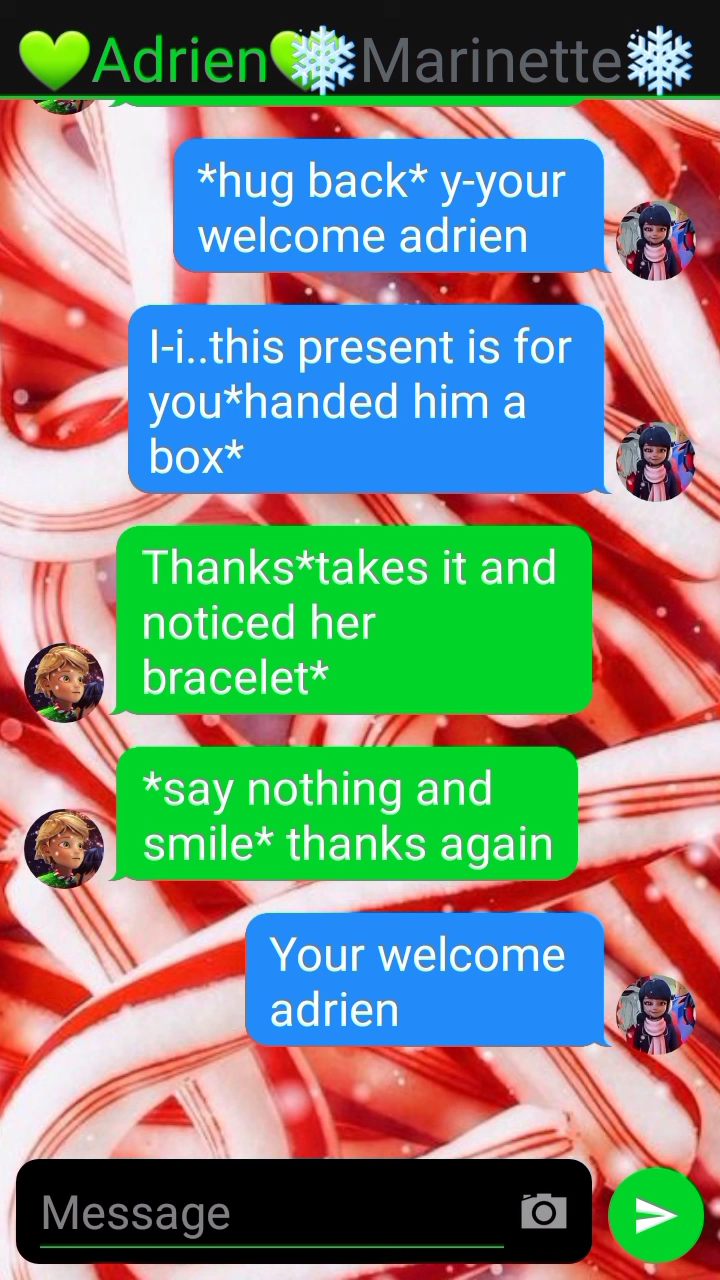 💚Adrien💚❄Marinette❄
*hug back* y-your
welcome adrien
I-i..this present is for
you*handed him a
box*
Thanks*takes it and
noticed her
bracelet*
*say nothing and
smile* thanks again
Your welcome
adrien
Message